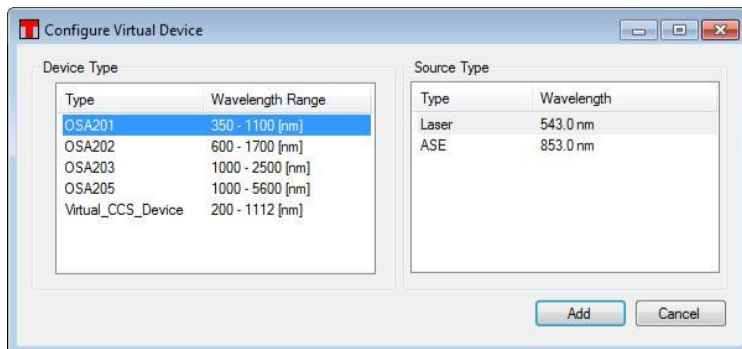 Configure Virtual Device
Device Type
Type Wavelength Range
OSA201 350 - 1100 [nm]
OSA202 600 - 1700 [nm]
OSA203 1000 - 2500 [nm]
OSA205 1000 - 5600 [nm]
Virtual_CCS_Device 200 - 1112 [nm]
Source Type
Type Wavelength
Laser 543.0 nm
ASE 853.0 nm
Add Cancel